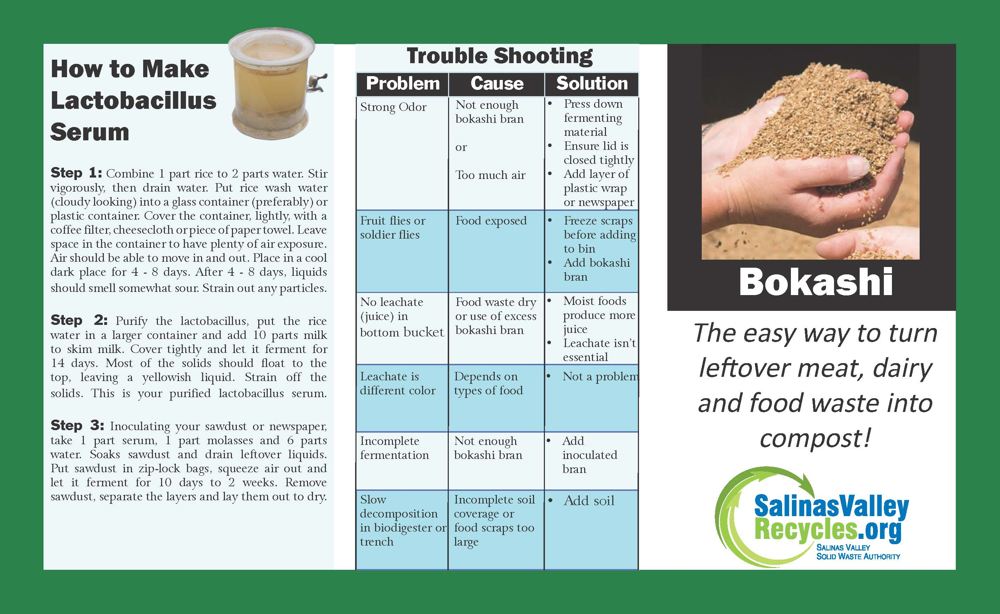 How to Make
Lactobacillus
Serum
Step 1: Combine 1 part rice to 2 parts water. Stir
vigorously, then drain water. Put rice wash water
(cloudy looking) into a glass container (preferably) or
plastic container. Cover the container, lightly, with a
coffee filter, cheesecloth or piece of paper towel. Leave
space in the container to have plenty of air exposure.
Air should be able to move in and out. Place in a cool
dark place for 4 - 8 days. After 4 - 8 days, liquids
should smell somewhat sour. Strain out any particles.
Step 2: Purify the lactobacillus, put the rice
water in a larger container and add 10 parts milk
to skim milk. Cover tightly and let it ferment for
14 days. Most of the solids should float to the
top, leaving a yellowish liquid. Strain off the
solids. This is your purified lactobacillus serum.
Step 3: Inoculating your sawdust or newspaper,
take 1 part serum, 1 part molasses and 6 parts
water. Soaks sawdust and drain leftover liquids.
Put sawdust in zip-lock bags, squeeze air out and
let it ferment for 10 days to 2 weeks. Remove
sawdust, separate the layers and lay them out to dry.
Trouble Shooting
Problem
Cause
Solution
Strong Odor
Not enough
bokashi bran
or
Too much air
• Press down
fermenting
material
• Ensure lid is
closed tightly
• Add layer of
plastic wrap
or newspaper
Fruit flies or
soldier flies
Food exposed
• Freeze scraps
before adding
to bin
• Add bokashi
bran
No leachate
(juice) in
bottom bucket
Food waste dry
or use of excess
bokashi bran
• Moist foods
produce more
juice
• Leachate isn't
essential
Leachate is
different color
Depends on
types of food
• Not a problem
Incomplete
fermentation
Not enough
bokashi bran
• Add
inoculated
bran
Slow
decomposition
in biodigester or
trench
Incomplete soil
coverage or
food scraps too
large
• Add soil
Bokashi
The easy way to turn
leftover meat, dairy
and food waste into
compost!
SalinasValley
Recycles.org
SALINAS VALLEY
SOLID WASTE AUTHORITY